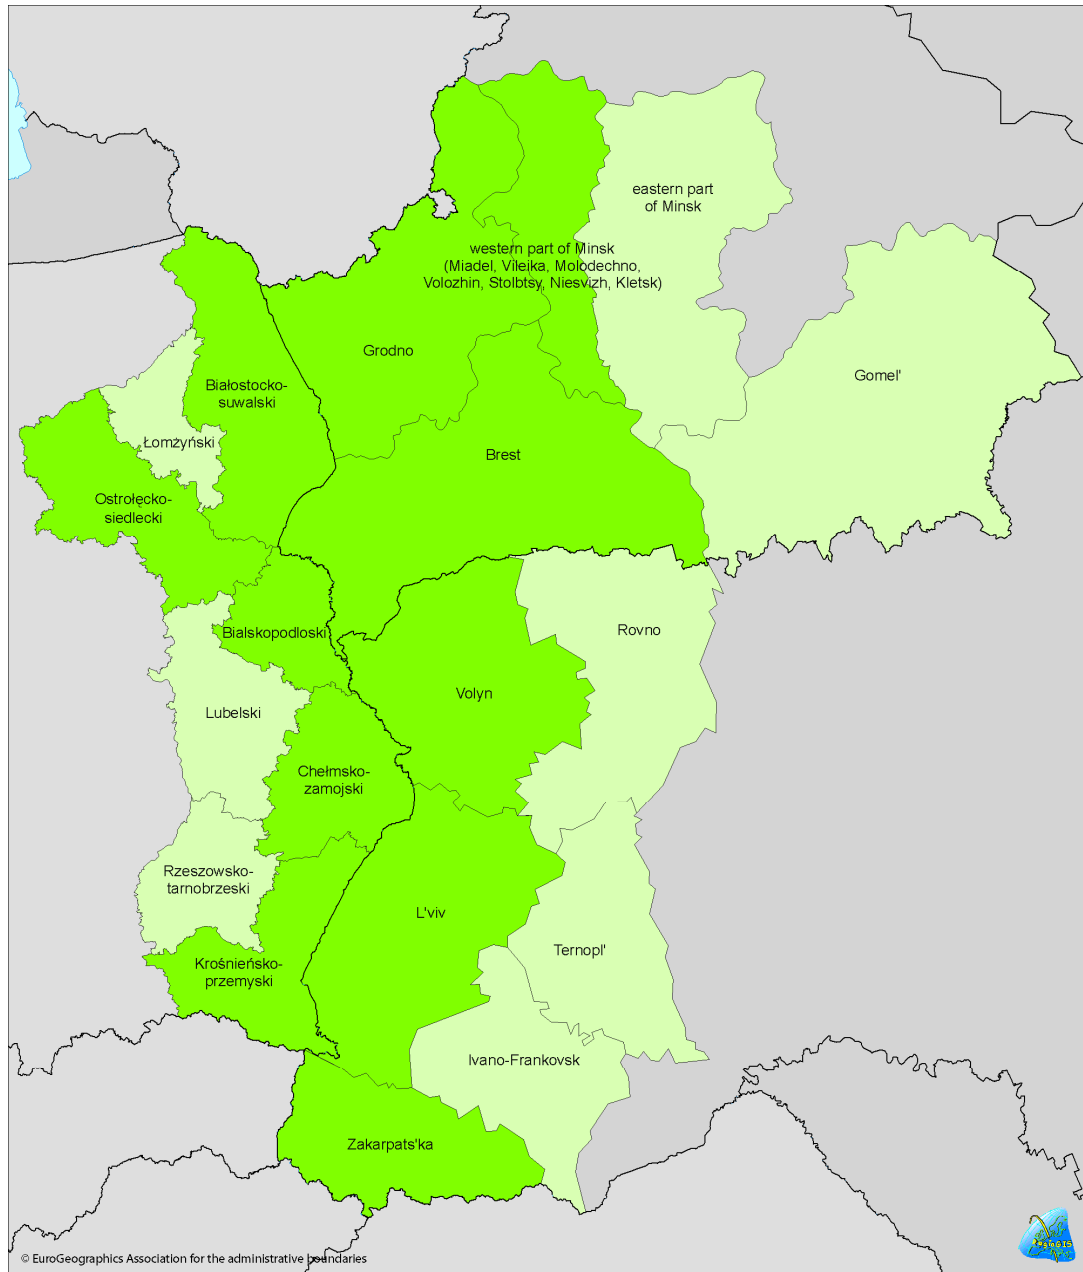 eastern part
of Minsk
western part of Minsk
(Miadel, Vileika, Molodechno,
Volozhin, Stolbtsy, Niesvizh, Kletsk)
Grodno
Gomel'
Białostocko-
suwalski
Łomżyński
Brest
Ostrołęcko-
siedlecki
Bialskopodloski
Rovno
Volyn
Lubelski
Chełmsko-
zamojski
Rzeszowsko-
tarnobrzeski
L'viv
Ternopl'
Krośnieńsko-
przemyski
Ivano-Frankovsk
Zakarpats'ka
© EuroGeographics Association for the administrative boundaries
RegioGIS